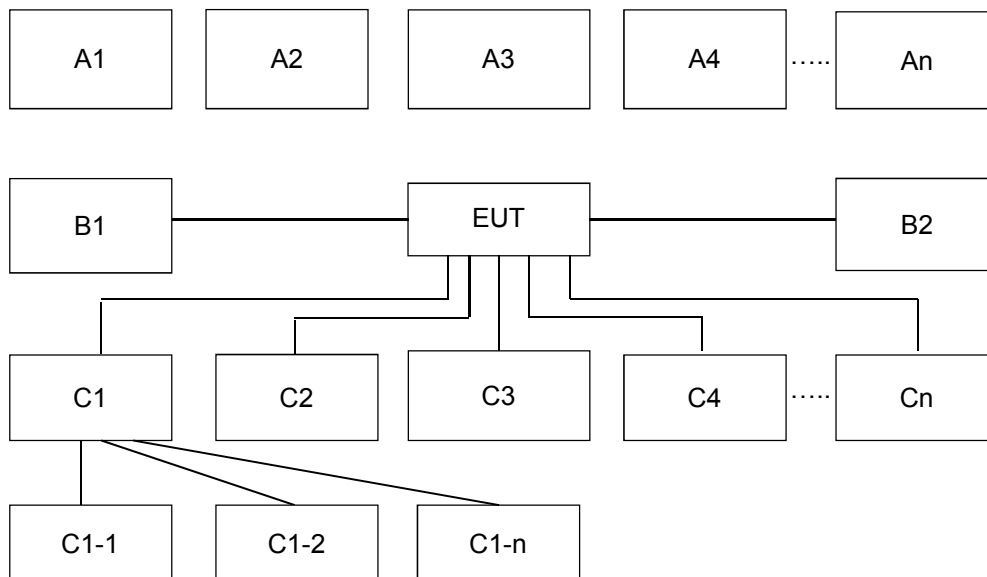 A1 A2 A3 A4 ..... An
B1 EUT B2
C1 C2 C3 C4 ..... Cn
C1-1 C1-2 C1-n